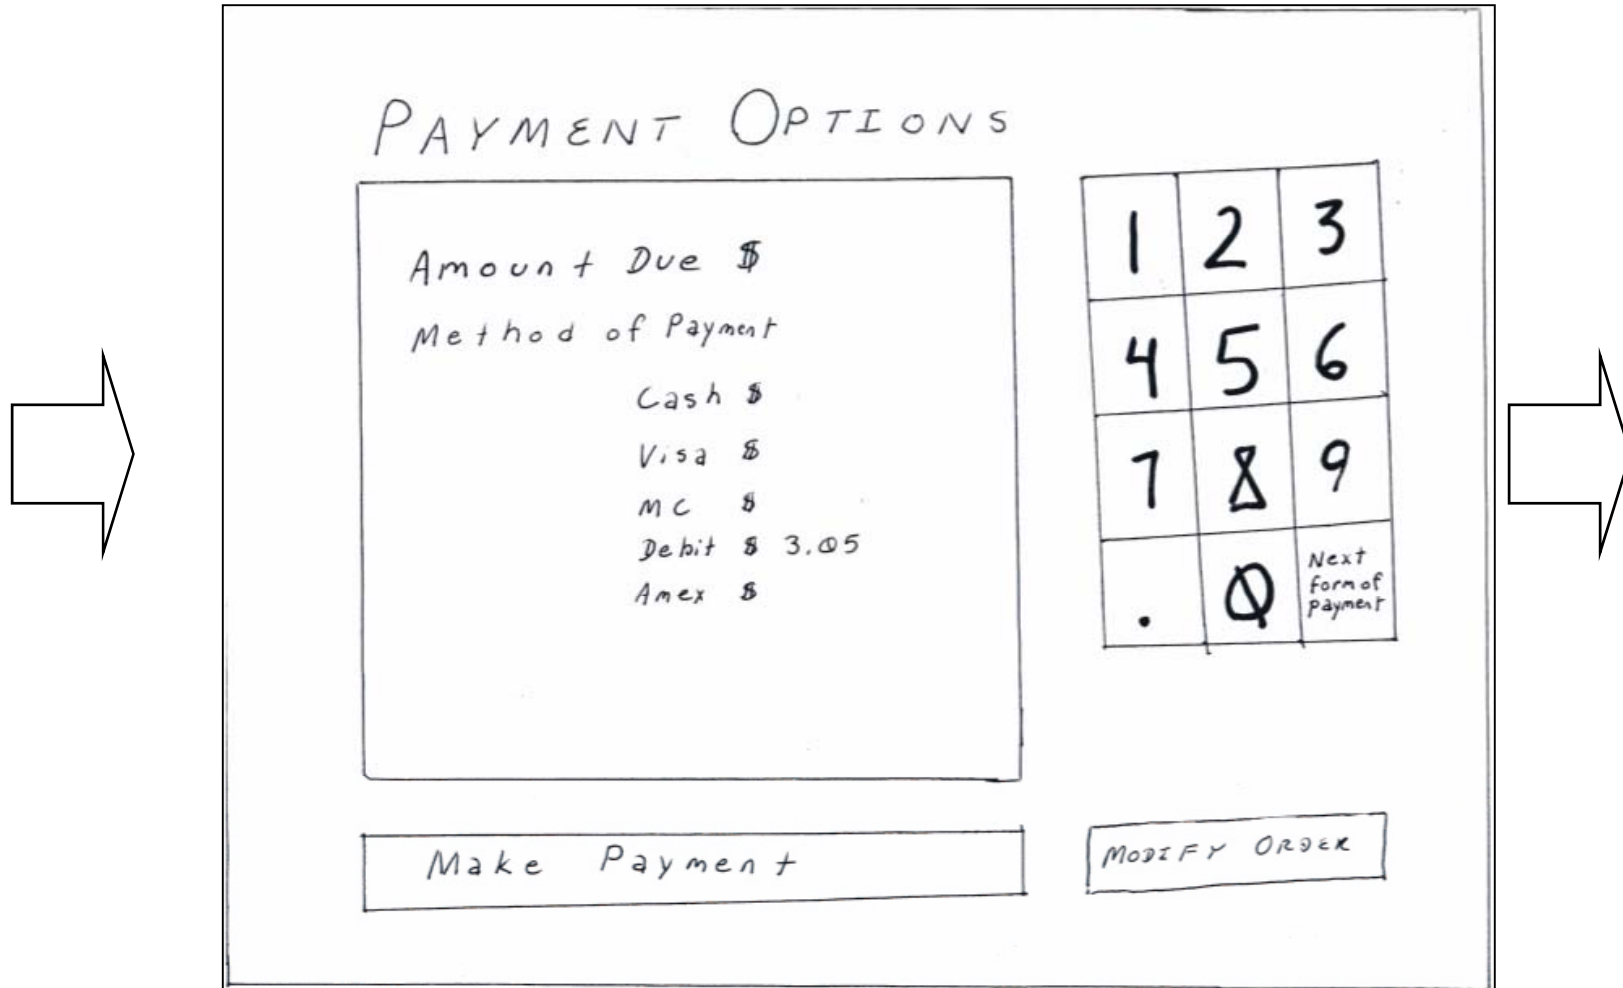 PAYMENT OPTIONS
Amount Due $
Method of Payment
Cash $
Visa $
MC $
Debit $ 3.05
Amex $
1 2 3
4 5 6
7 8 9
. 0 Next
form of
payment
Make Payment
MODIFY ORDER